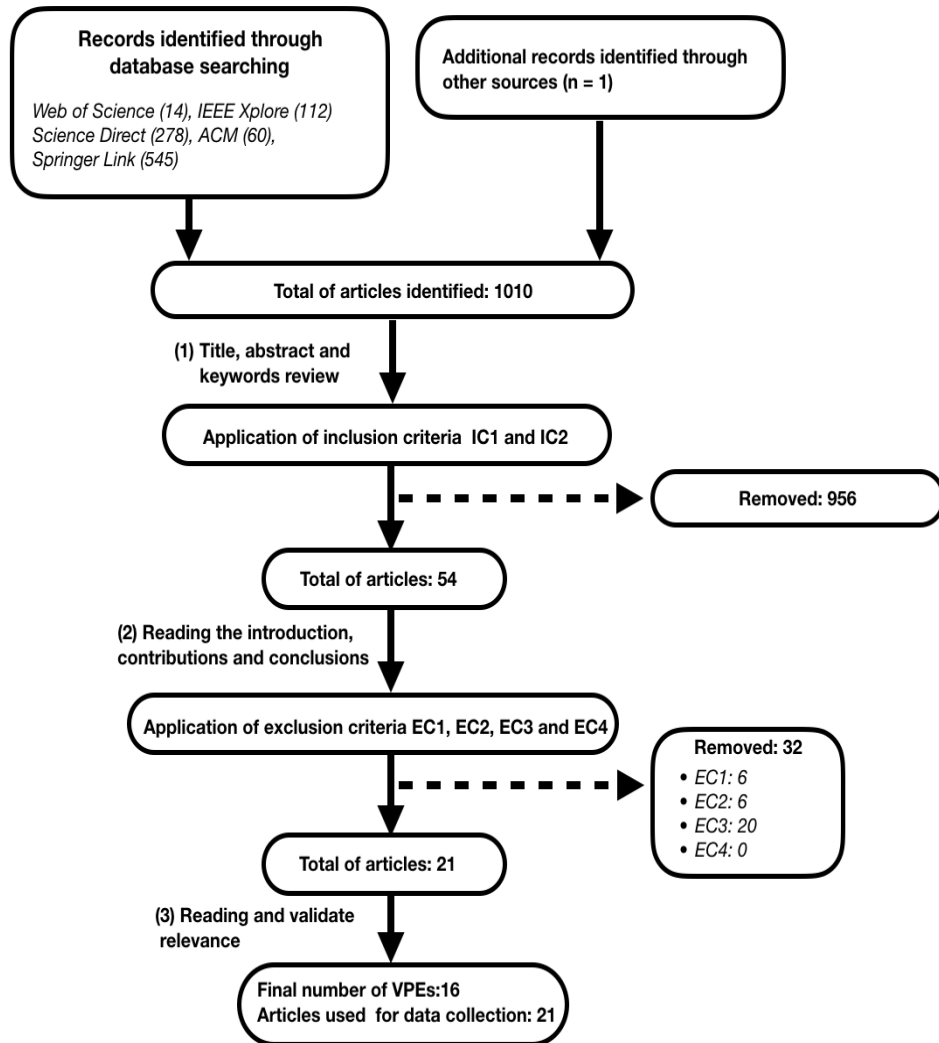 Records identified through
database searching
Web of Science (14), IEEE Xplore (112)
Science Direct (278), ACM (60),
Springer Link (545)
Additional records identified through
other sources (n = 1)
Total of articles identified: 1010
(1) Title, abstract and
keywords review
Application of inclusion criteria IC1 and IC2
Removed: 956
Total of articles: 54
(2) Reading the introduction,
contributions and conclusions
Application of exclusion criteria EC1, EC2, EC3 and EC4
Removed: 32
• EC1: 6
• EC2: 6
• EC3: 20
• EC4: 0
Total of articles: 21
(3) Reading and validate
relevance
Final number of VPEs:16
Articles used for data collection: 21